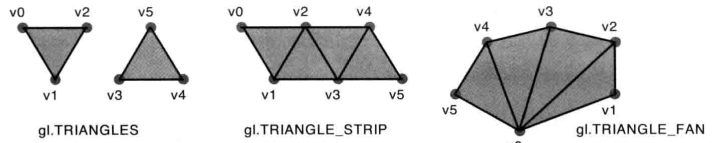 v0 v2 v5
v1 v3 v4
gl.TRIANGLES
v0 v2 v4
v1 v3 v5
gl.TRIANGLE_STRIP
v3
v4 v2
v5 v1
gl.TRIANGLE_FAN